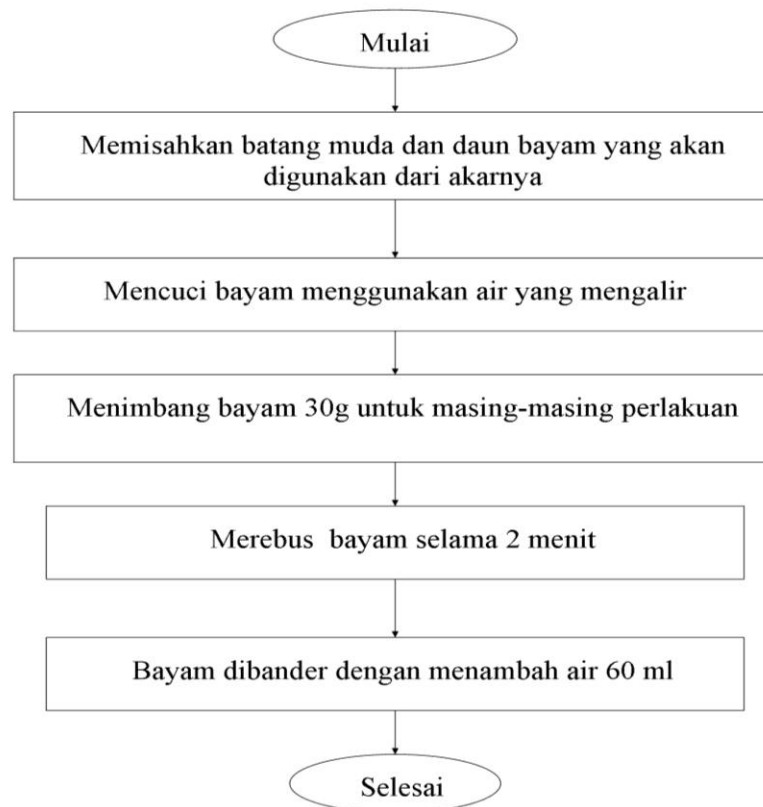 Mulai
Memisahkan batang muda dan daun bayam yang akan
digunakan dari akarnya
Mencuci bayam menggunakan air yang mengalir
Menimbang bayam 30g untuk masing-masing perlakuan
Merebus  bayam selama 2 menit
Bayam dibander dengan menambah air 60 ml
Selesai